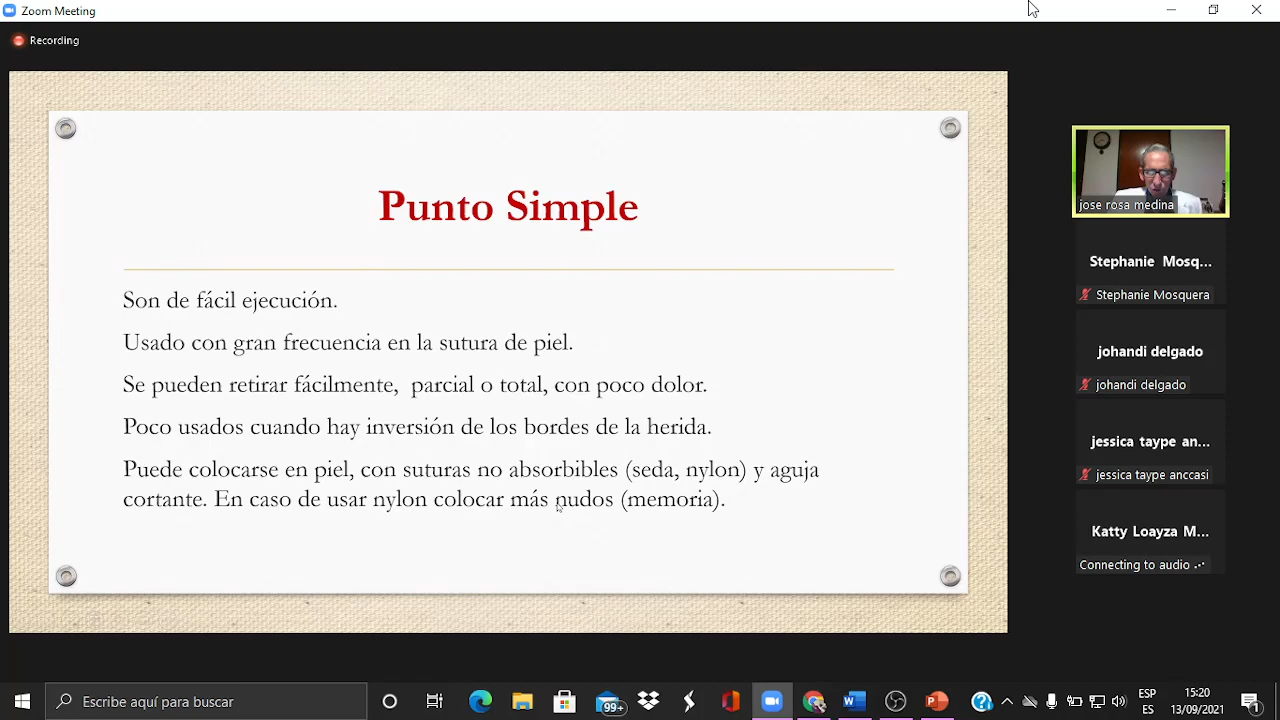 Zoom Meeting
Recording
Punto Simple
Son de fácil ejecución.
Usado con gran frecuencia en la sutura de piel.
Se pueden retirar fácilmente,  parcial o total, con poco dolor.
Poco usados cuando hay inversión de los bordes de la herida.
Puede colocarse en piel, con suturas no absorbibles (seda, nylon) y aguja
cortante. En caso de usar nylon colocar más nudos (memoria).
jose rosa medina
Stephanie Mosq...
Stephanie Mosquera
johandi delgado
johandi delgado
jessica taype an...
jessica taype anccasi
Katty Loayza M...
Connecting to audio
Escribe aquí para buscar
99+
ESP
ES
15:20
13/09/2021
1